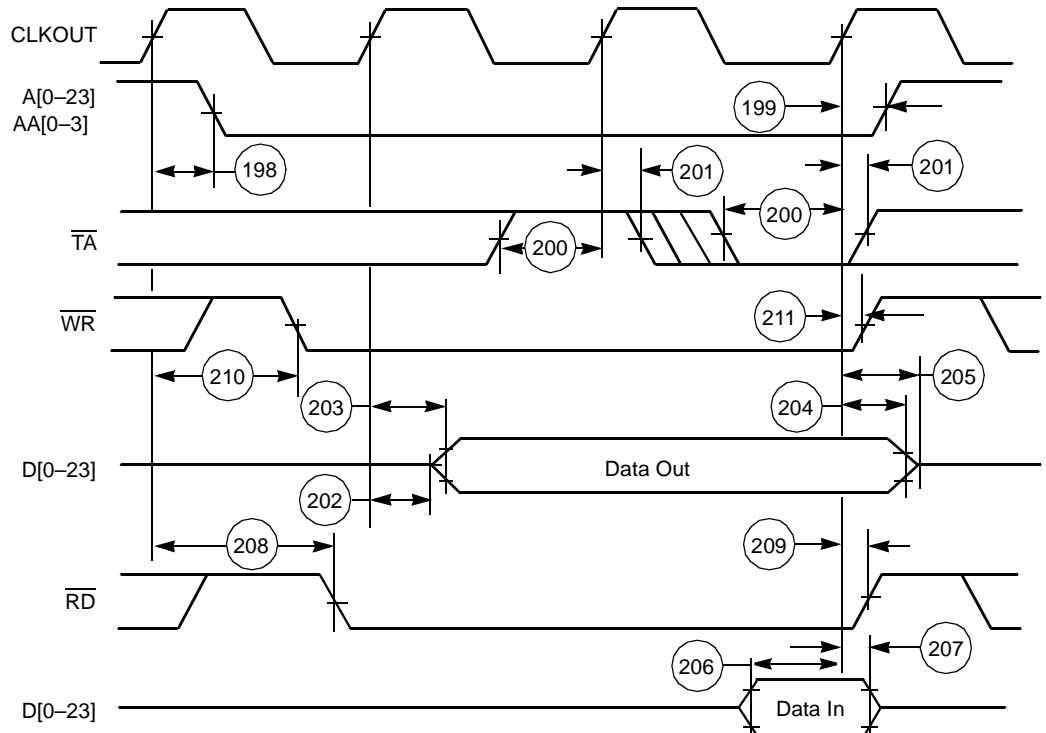 CLKOUT
A[0–23]
AA[0–3]
199
198
201
201
TA
200
200
WR
211
210
205
203
204
D[0–23]
Data Out
202
208
209
RD
206
207
D[0–23]
Data In